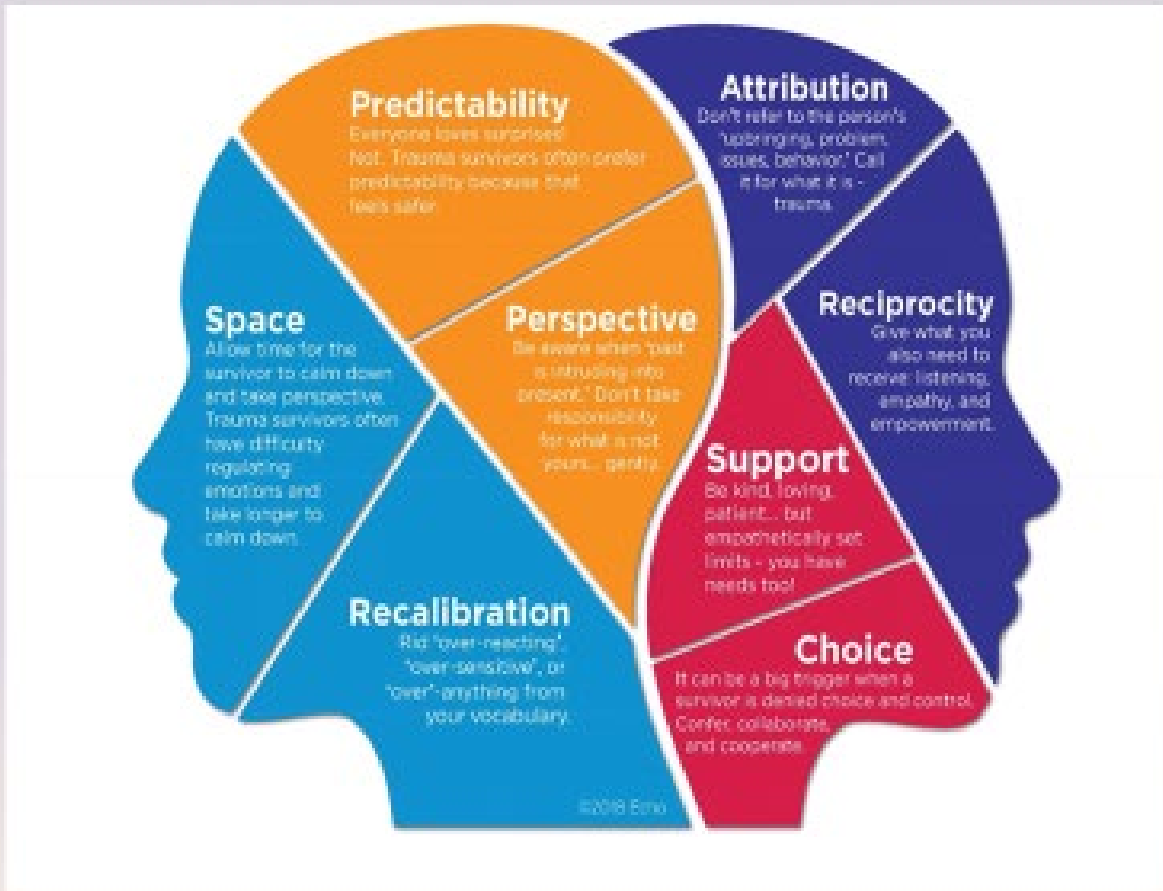 Predictability
Everyone loves surprises!
Not. Trauma survivors often prefer
predictability because that
feels safer.
Attribution
Don't refer to the person's
'upbringing, problem,
issues, behavior.' Call
it for what it is -
trauma.
Space
Allow time for the
survivor to calm down
and take perspective.
Trauma survivors often
have difficulty
regulating
emotions and
take longer to
calm down.
Perspective
Be aware when 'past
is intruding into
present.' Don't take
responsibility
for what is not
yours... gently.
Reciprocity
Give what you
also need to
receive: listening,
empathy, and
empowerment.
Support
Be kind, loving,
patient... but
empathetically set
limits - you have
needs too!
Recalibration
Rid 'over-reacting',
'over-sensitive', or
'over'-anything from
your vocabulary.
Choice
It can be a big trigger when a
survivor is denied choice and control.
Confer, collaborate,
and cooperate.
©2018 Echo